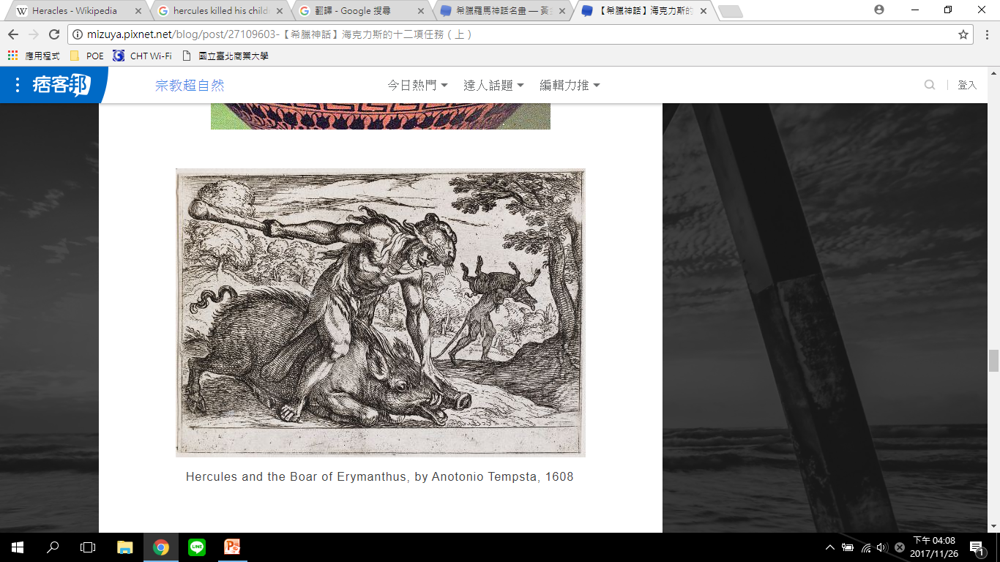 Heracles - Wikipedia
hercules killed his child
翻譯 - Google 搜尋
希臘羅馬神話名畫 — 黃
【希臘神話】海克力斯的
mizuya.pixnet.net/blog/post/27109603-【希臘神話】海克力斯的十二項任務（上）
應用程式 POE CHT Wi-Fi 國立臺北商業大學
痞客邦 宗教超自然 今日熱門 達人話題 編輯力推 登入
Hercules and the Boar of Erymanthus, by Anotonio Tempsta, 1608
LINE
下午 04:08
2017/11/26
1